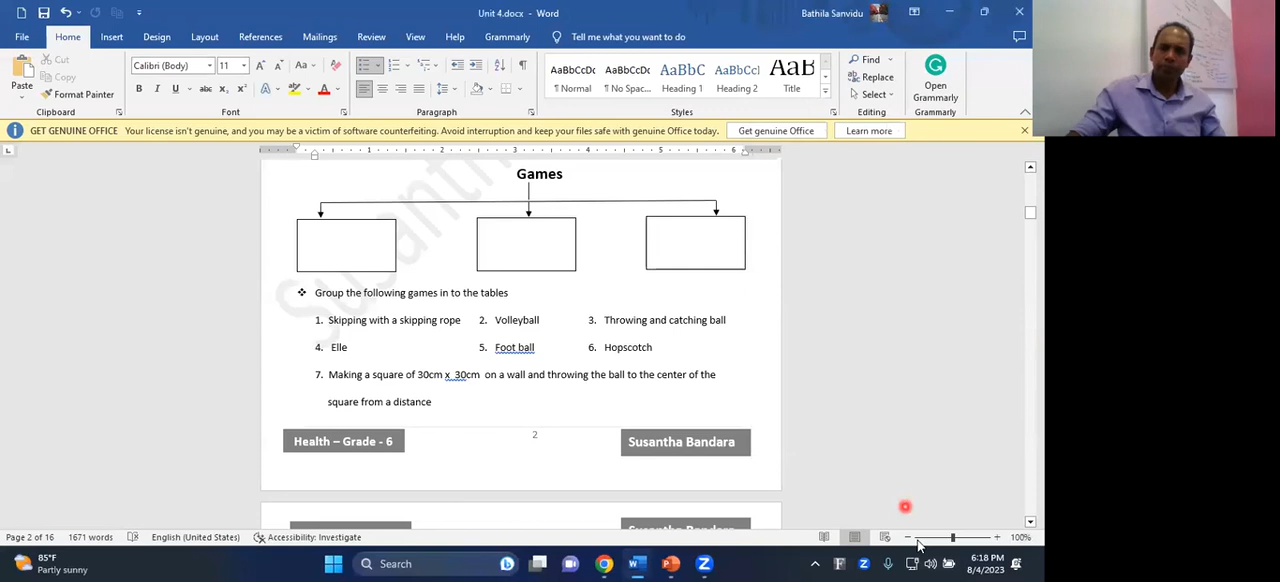 Unit 4.docx - Word
Bathila Sanvidu
File Home Insert Design Layout References Mailings Review View Help Grammarly Tell me what you want to do
Paste
Cut
Copy
Format Painter
Calibri (Body) 11
AaBbCcDc AaBbCcDc AaBbC AaBbCcI AaB
¶ Normal ¶ No Spac... Heading 1 Heading 2 Title
Find
Replace
Select
Open
Grammarly
Clipboard Font Paragraph Styles Editing Grammarly
GET GENUINE OFFICE Your license isn't genuine, and you may be a victim of software counterfeiting. Avoid interruption and keep your files safe with genuine Office today. Get genuine Office Learn more
1 2 3 4 5 6
Games
Group the following games in to the tables
1. Skipping with a skipping rope 2. Volleyball 3. Throwing and catching ball
4. Elle 5. Foot ball 6. Hopscotch
7. Making a square of 30cm x 30cm on a wall and throwing the ball to the center of the
square from a distance
Health – Grade - 6 2 Susantha Bandara
Page 2 of 16 1671 words English (United States) Accessibility: Investigate 100%
85°F
Partly sunny
Search
6:18 PM
8/4/2023